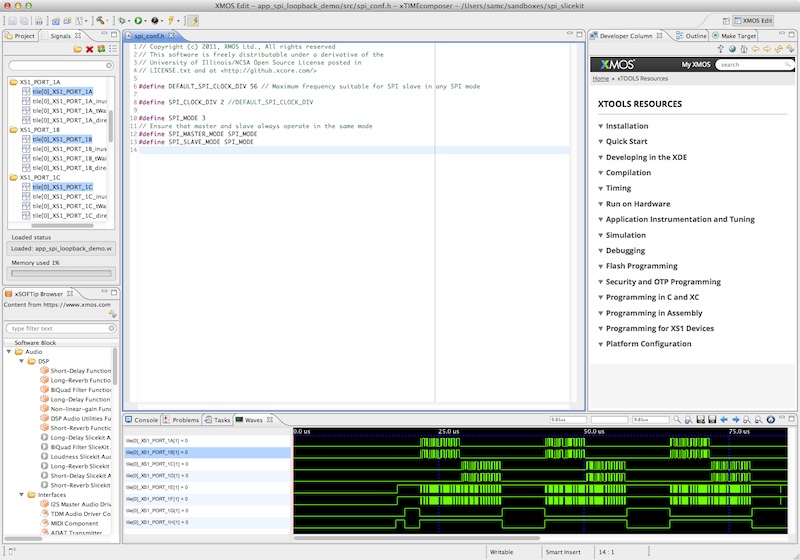 XMOS Edit - app_spi_loopback_demo/src/spi_conf.h - xTIMEcomposer - /Users/samc/sandboxes/spi_slicekit
XMOS Edit
Project
Signals
XS1_PORT_1A
tile[0]_XS1_PORT_1A
tile[0]_XS1_PORT_1A_inus
tile[0]_XS1_PORT_1A_tWa
tile[0]_XS1_PORT_1A_dire
XS1_PORT_1B
tile[0]_XS1_PORT_1B
tile[0]_XS1_PORT_1B_inus
tile[0]_XS1_PORT_1B_tWai
tile[0]_XS1_PORT_1B_dire
XS1_PORT_1C
tile[0]_XS1_PORT_1C
tile[0]_XS1_PORT_1C_inus
tile[0]_XS1_PORT_1C_tWa
tile[0]_XS1_PORT_1C_dire
Loaded status
Loaded: app_spi_loopback_demo.vc
Memory used 1%
xSOFTip Browser
Content from https://www.xmos.com
type filter text
Software Block
Audio
DSP
Short-Delay Functio
Long-Reverb Functio
BiQuad Filter Function
Long-Delay Function
Non-linear-gain Func
DSP Audio Utilities Fu
Short-Reverb Functio
Long-Delay Slicekit A
BiQuad Filter Slicekit
Loudness Slicekit Aud
Long-Reverb Slicekit
Short-Delay Slicekit A
Short-Reverb Slicekit
Interfaces
I2S Master Audio Driv
TDM Audio Driver Co
MIDI Component
ADAT Transmitter
spi_conf.h
1 // Copyright (c) 2011, XMOS Ltd., All rights reserved
2 // This software is freely distributable under a derivative of the
3 // University of Illinois/NCSA Open Source License posted in
4 // LICENSE.txt and at <http://github.xcore.com/>
5
6 #define DEFAULT_SPI_CLOCK_DIV 56 // Maximum frequency suitable for SPI slave in any SPI mode
7
8 #define SPI_CLOCK_DIV 2 //DEFAULT_SPI_CLOCK_DIV
9
10 #define SPI_MODE 3
11 // Ensure that master and slave always operate in the same mode
12 #define SPI_MASTER_MODE SPI_MODE
13 #define SPI_SLAVE_MODE SPI_MODE
14
Developer Column
Outline
Make Target
XMOS
My XMOS
search
Home » xTOOLS Resources
XTOOLS RESOURCES
Installation
Quick Start
Developing in the XDE
Compilation
Timing
Run on Hardware
Application Instrumentation and Tuning
Simulation
Debugging
Flash Programming
Security and OTP Programming
Programming in C and XC
Programming in Assembly
Programming for XS1 Devices
Platform Configuration
Console
Problems
Tasks
Waves
0.0 us
25.0 us
50.0 us
75.0 us
tile[0]_XS1_PORT_1A[1] = 0
tile[0]_XS1_PORT_1B[1] = 0
tile[0]_XS1_PORT_1C[1] = 0
tile[0]_XS1_PORT_1D[1] = 0
tile[0]_XS1_PORT_1E[1] = 0
tile[0]_XS1_PORT_1F[1] = 0
tile[0]_XS1_PORT_1G[1] = 0
tile[0]_XS1_PORT_1H[1] = 0
Writable
Smart Insert
14 : 1